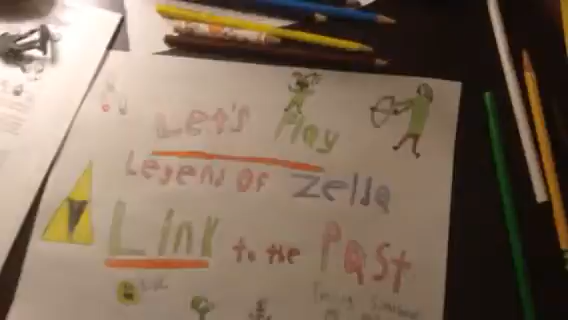 Let's Play
Legend OF Zelda
Link to the Past